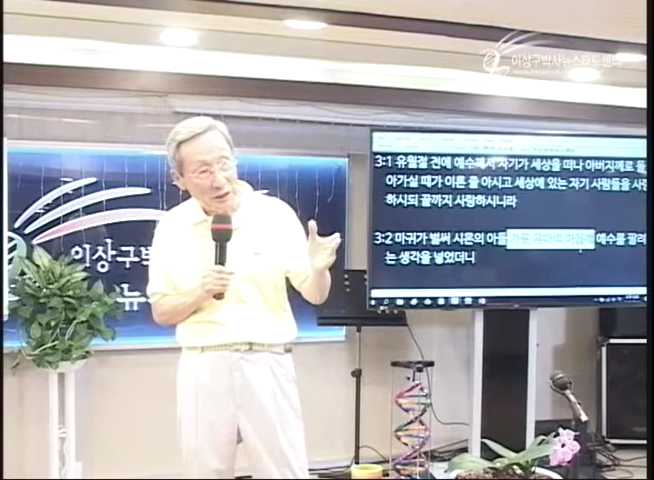 이상구박사뉴스타트센터
3:1 유월절 전에 예수께서 자기가 세상을 떠나 아버지께로 돌
아가실 때가 이른 줄 아시고 세상에 있는 자기 사람들을 사랑
하시되 끝까지 사랑하시니라
3:2 마귀가 벌써 시몬의 아들 가룟 유다의 마음에 예수를 팔려
는 생각을 넣었더니
이상구
뉴